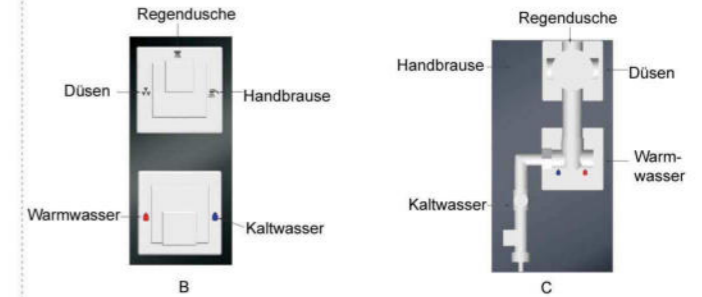 Regendusche
Düsen
Handbrause
Warmwasser
Kaltwasser
B
Regendusche
Handbrause
Düsen
Warm-
wasser
Kaltwasser
C